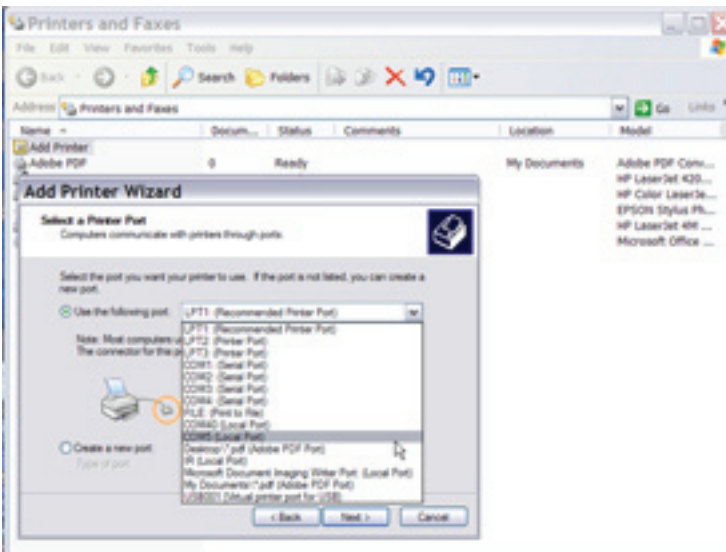 Printers and Faxes
File Edit View Favorites Tools Help
Back Search Folders
Address Printers and Faxes Go Links
Name Docum... Status Comments Location Model
Add Printer
Adobe PDF 0 Ready My Documents Adobe PDF Conv...
HP LaserJet 420...
HP Color LaserJe...
EPSON Stylus Ph...
HP LaserJet 4M ...
Microsoft Office ...
Add Printer Wizard
Select a Printer Port
Computers communicate with printers through ports.
Select the port you want your printer to use. If the port is not listed, you can create a
new port.
Use the following port: LPT1: (Recommended Printer Port)
LPT1: (Recommended Printer Port)
Note: Most computers u
LPT2: (Printer Port)
The connector for this p
LPT3: (Printer Port)
COM1: (Serial Port)
COM2: (Serial Port)
COM3: (Serial Port)
COM4: (Serial Port)
FILE: (Print to File)
COM40 (Local Port)
COM5 (Local Port)
Create a new port:
Desktop\*.pdf (Adobe PDF Port)
Type of port:
IR (Local Port)
Microsoft Document Imaging Writer Port: (Local Port)
My Documents\*.pdf (Adobe PDF Port)
USB001 (Virtual printer port for USB)
< Back Next > Cancel